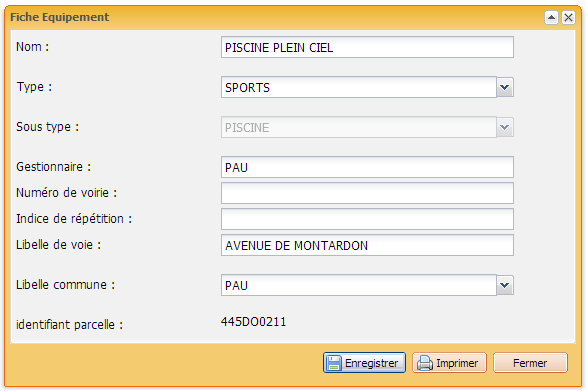 Fiche Equipement
Nom : PISCINE PLEIN CIEL
Type : SPORTS
Sous type : PISCINE
Gestionnaire : PAU
Numéro de voirie :
Indice de répétition :
Libelle de voie : AVENUE DE MONTARDON
Libelle commune : PAU
identifiant parcelle : 445DO0211
Enregistrer Imprimer Fermer